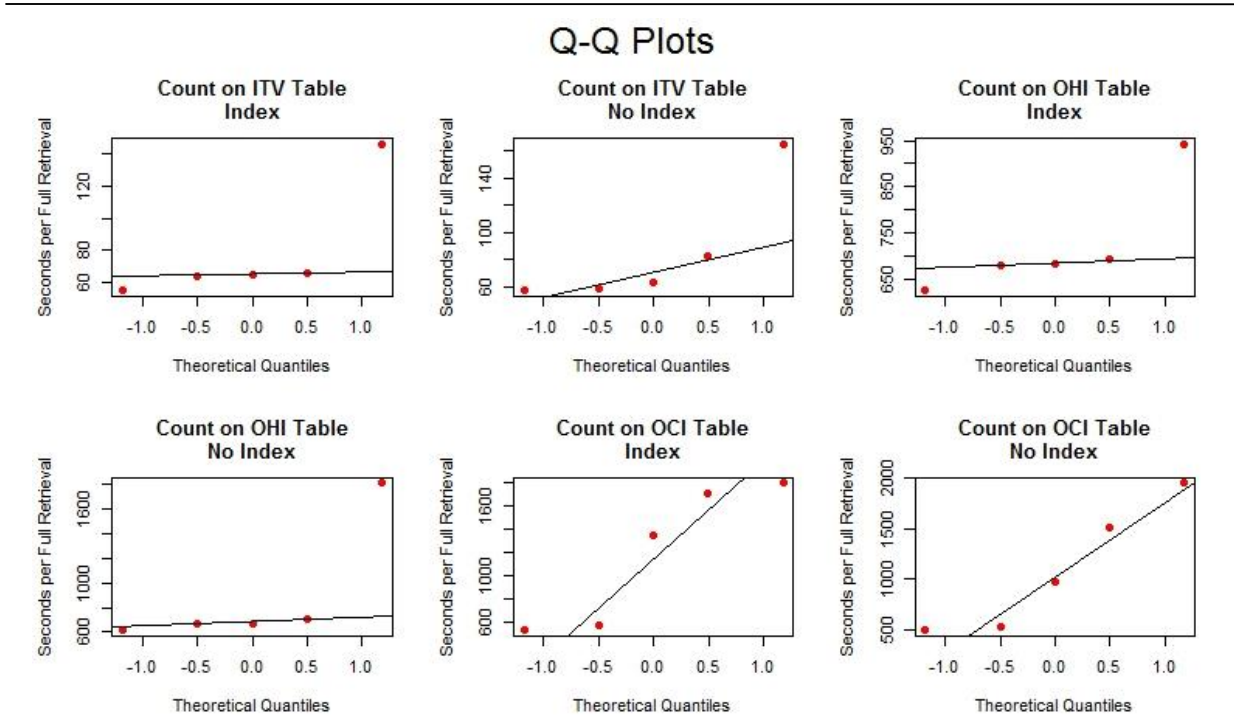 Q-Q Plots
Count on ITV Table
Index
Seconds per Full Retrieval
60
80
120
-1.0 -0.5 0.0 0.5 1.0
Theoretical Quantiles
Count on ITV Table
No Index
Seconds per Full Retrieval
60
100
140
-1.0 -0.5 0.0 0.5 1.0
Theoretical Quantiles
Count on OHI Table
Index
Seconds per Full Retrieval
650
750
850
950
-1.0 -0.5 0.0 0.5 1.0
Theoretical Quantiles
Count on OHI Table
No Index
Seconds per Full Retrieval
600
1000
1600
-1.0 -0.5 0.0 0.5 1.0
Theoretical Quantiles
Count on OCI Table
Index
Seconds per Full Retrieval
600
1000
1600
-1.0 -0.5 0.0 0.5 1.0
Theoretical Quantiles
Count on OCI Table
No Index
Seconds per Full Retrieval
500
1000
1500
2000
-1.0 -0.5 0.0 0.5 1.0
Theoretical Quantiles